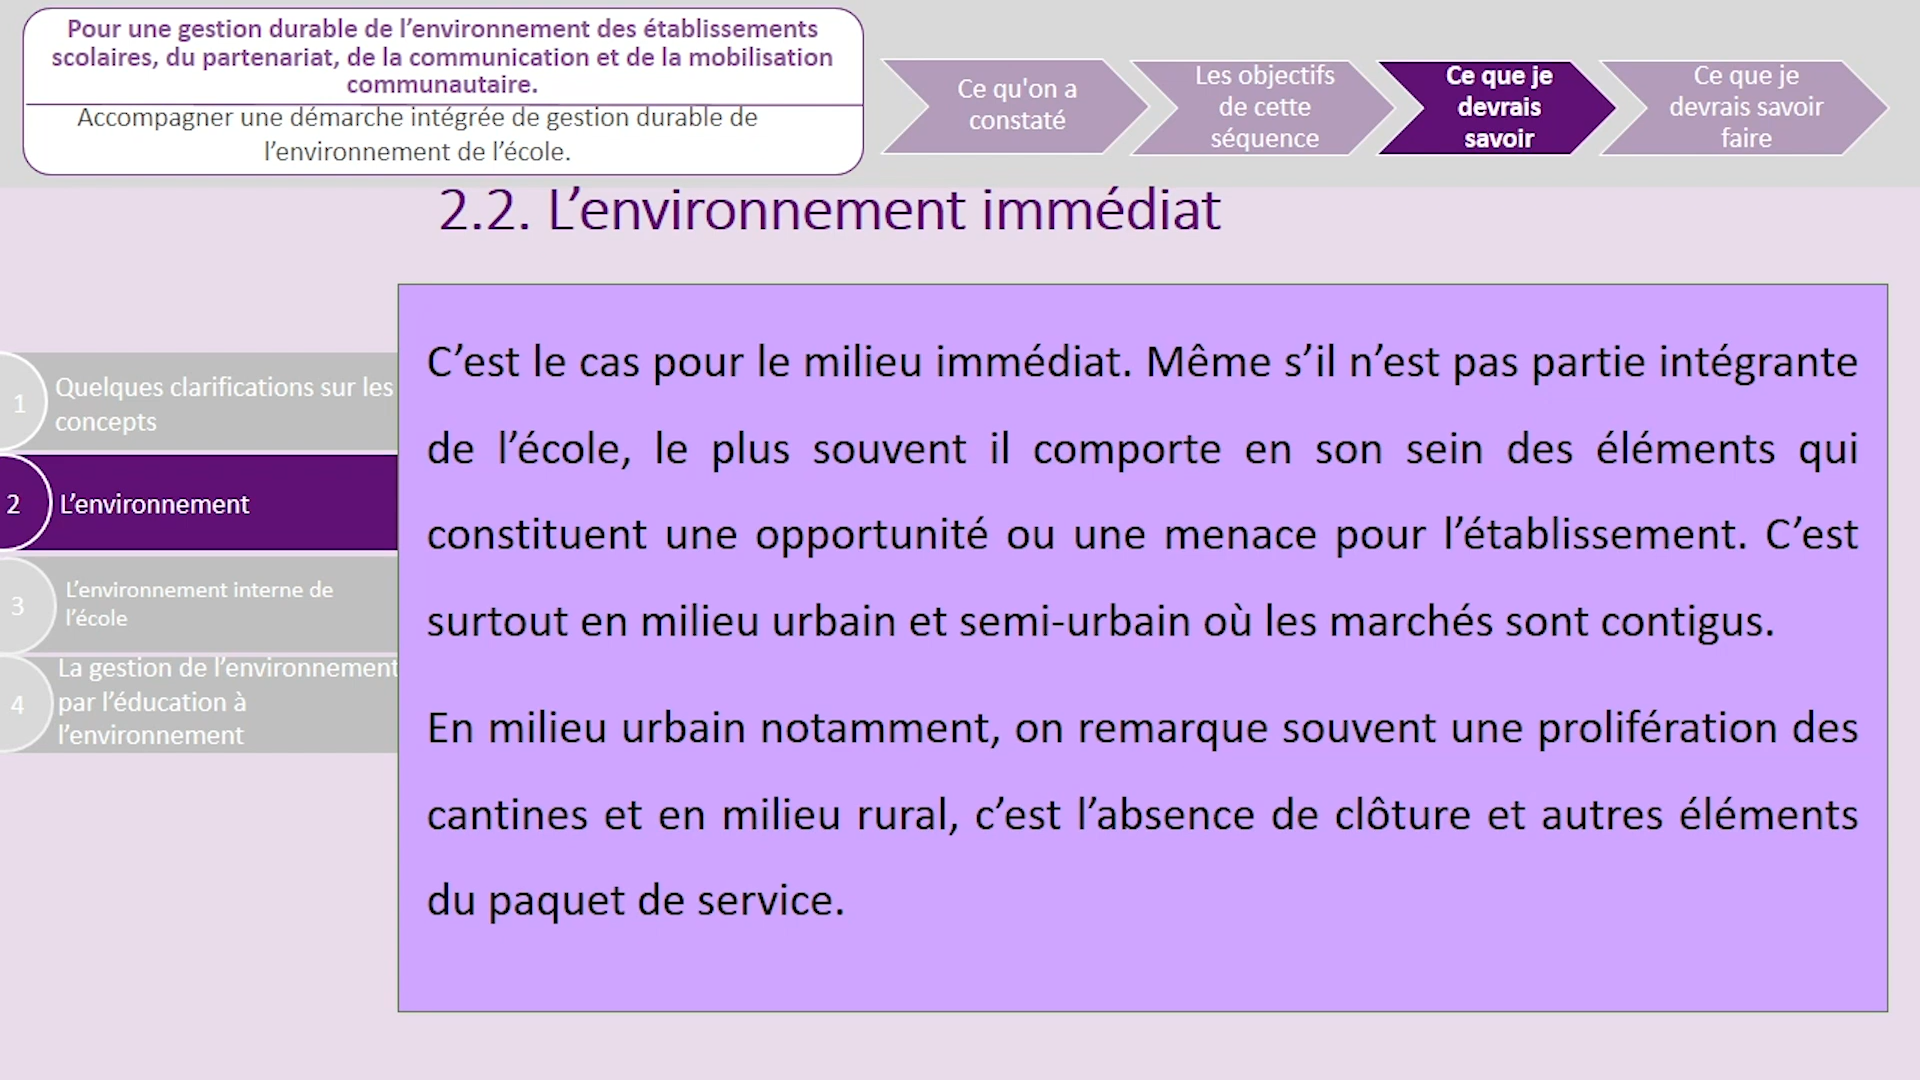 Pour une gestion durable de l’environnement des établissements
scolaires, du partenariat, de la communication et de la mobilisation
communautaire.
Accompagner une démarche intégrée de gestion durable de
l’environnement de l’école.
Ce qu'on a
constaté
Les objectifs
de cette
séquence
Ce que je
devrais
savoir
Ce que je
devrais savoir
faire
2.2. L’environnement immédiat
1
Quelques clarifications sur les
concepts
2
L’environnement
3
L’environnement interne de
l’école
4
La gestion de l’environnement
par l’éducation à
l’environnement
C’est le cas pour le milieu immédiat. Même s’il n’est pas partie intégrante
de l’école, le plus souvent il comporte en son sein des éléments qui
constituent une opportunité ou une menace pour l’établissement. C’est
surtout en milieu urbain et semi-urbain où les marchés sont contigus.
En milieu urbain notamment, on remarque souvent une prolifération des
cantines et en milieu rural, c’est l’absence de clôture et autres éléments
du paquet de service.